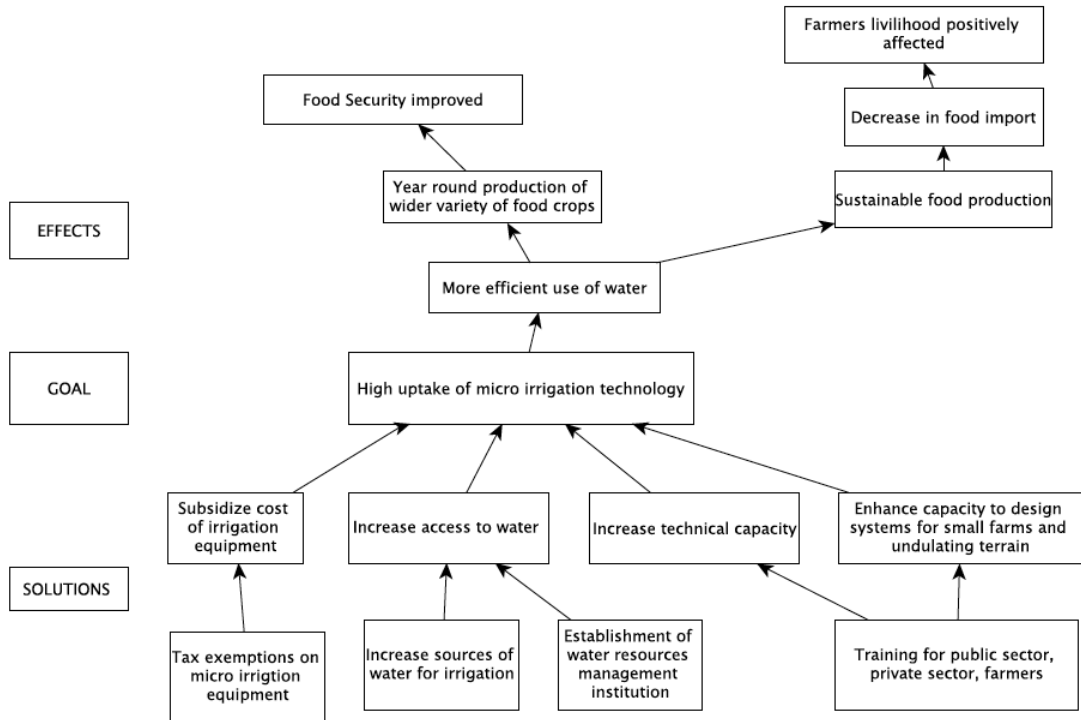 Farmers livilihood positively
affected
Food Security improved
Decrease in food import
Year round production of
wider variety of food crops
Sustainable food production
EFFECTS
More efficient use of water
GOAL
High uptake of micro irrigation technology
Subsidize cost
of irrigation
equipment
Increase access to water
Increase technical capacity
Enhance capacity to design
systems for small farms and
undulating terrain
SOLUTIONS
Tax exemptions on
micro irrigtion
equipment
Increase sources of
water for irrigation
Establishment of
water resources
management
institution
Training for public sector,
private sector, farmers